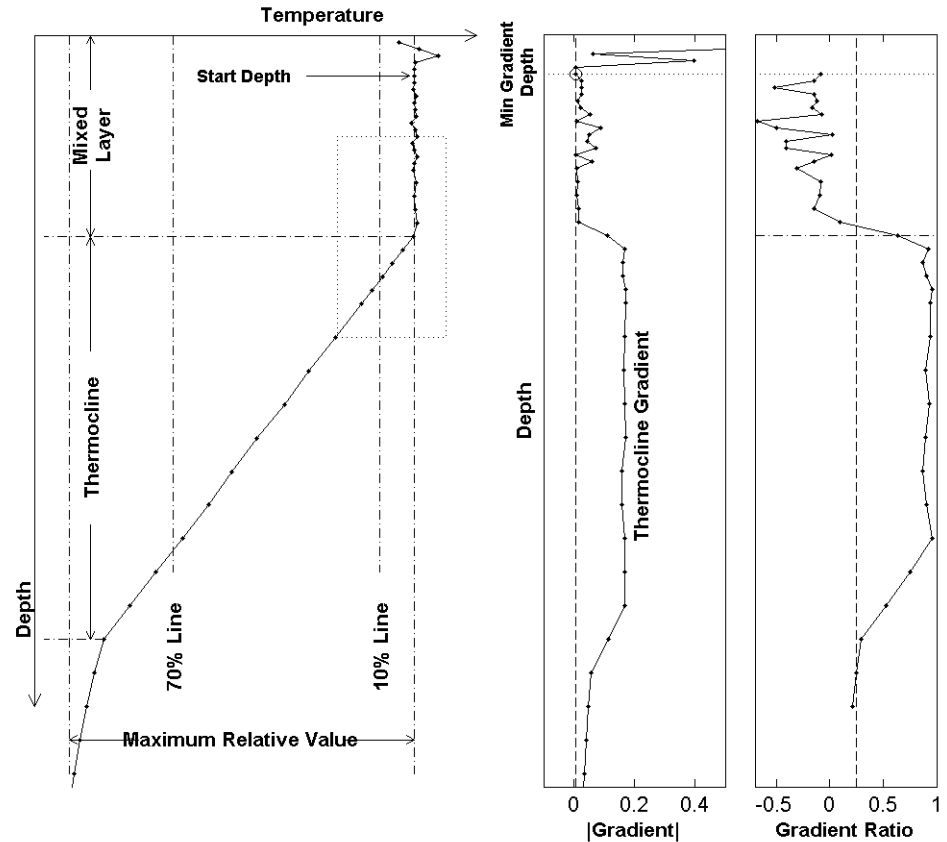 Temperature
Start Depth
Mixed
Layer
Thermocline
Depth
70% Line
10% Line
Maximum Relative Value
Min Gradient
Depth
Depth
Thermocline Gradient
0 0.2 0.4
|Gradient|
-0.5 0 0.5 1
Gradient Ratio